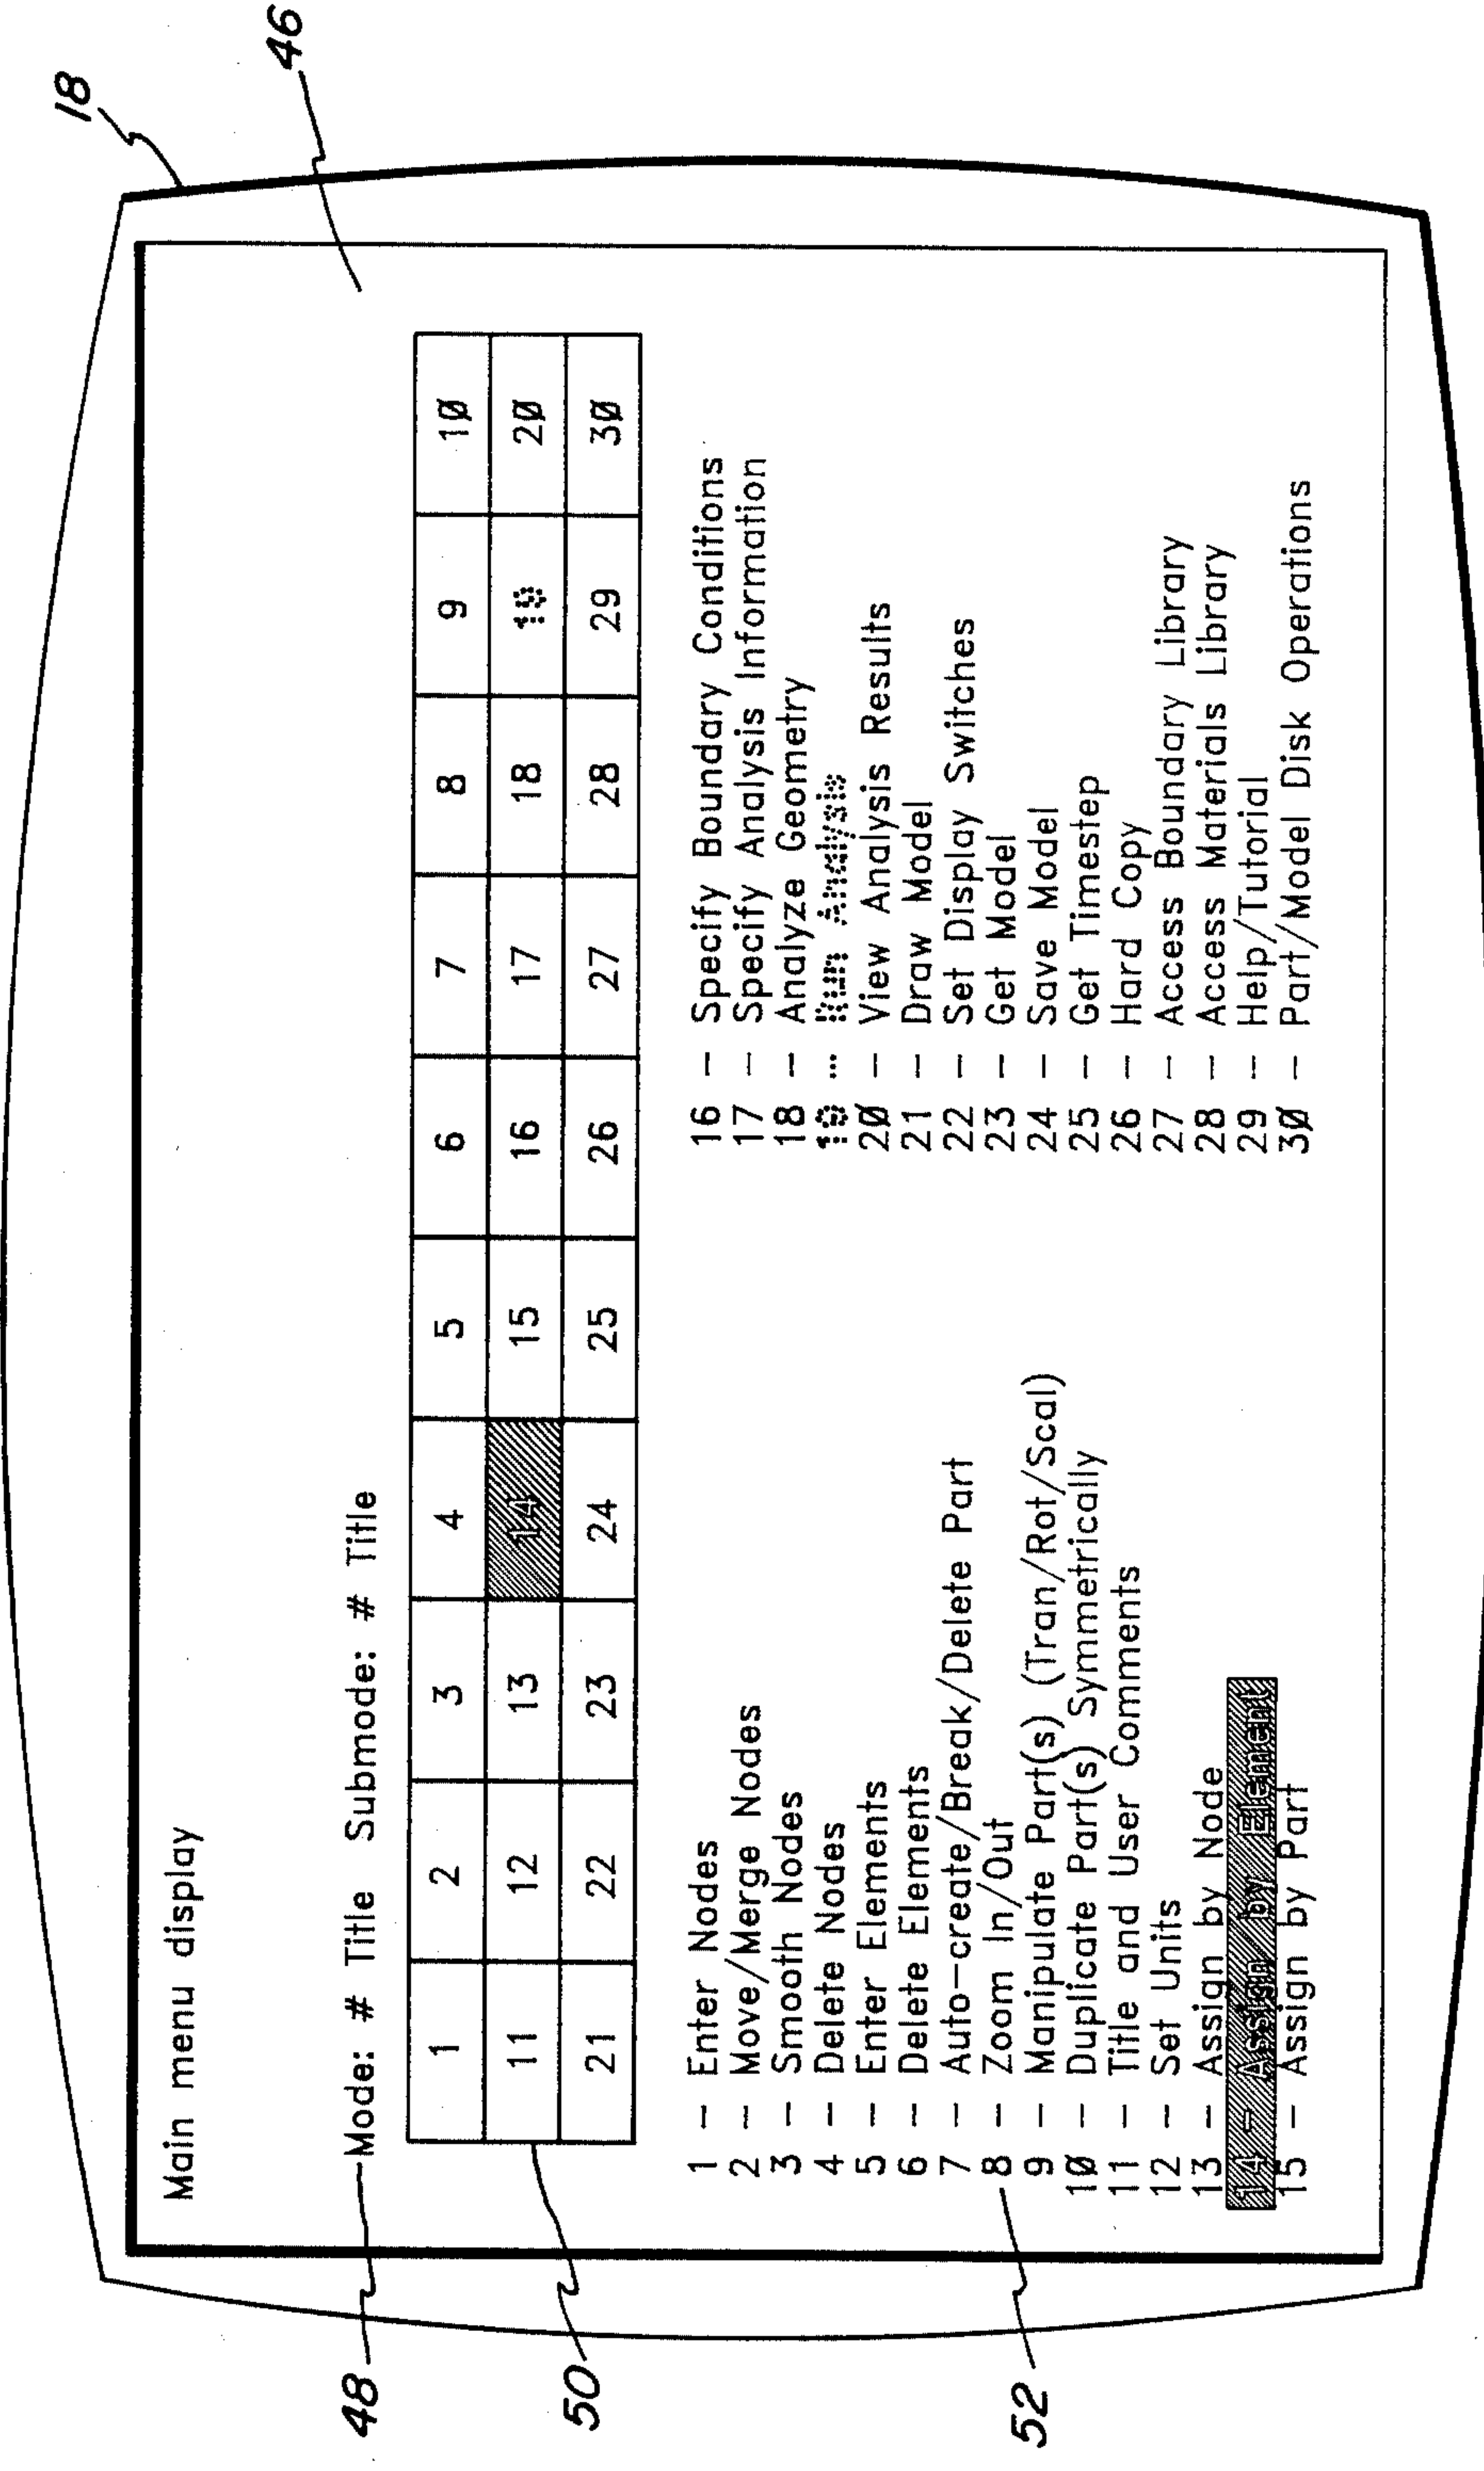 18
46
Main menu display
48
Mode: # Title Submode: # Title
1 2 3 4 5 6 7 8 9 1Ø
11 12 13 14 15 16 17 18 19 2Ø
21 22 23 24 25 26 27 28 29 3Ø
50
1 - Enter Nodes
2 - Move/Merge Nodes
3 - Smooth Nodes
4 - Delete Nodes
5 - Enter Elements
6 - Delete Elements
7 - Auto-create/Break/Delete Part
8 - Zoom In/Out
9 - Manipulate Part(s) (Tran/Rot/Scal)
1Ø - Duplicate Part(s) Symmetrically
11 - Title and User Comments
12 - Set Units
13 - Assign by Node
14 - Assign by Element
15 - Assign by Part
52
16 - Specify Boundary Conditions
17 - Specify Analysis Information
18 - Analyze Geometry
19 - Run Analysis
2Ø - View Analysis Results
21 - Draw Model
22 - Set Display Switches
23 - Get Model
24 - Save Model
25 - Get Timestep
26 - Hard Copy
27 - Access Boundary Library
28 - Access Materials Library
29 - Help/Tutorial
3Ø - Part/Model Disk Operations